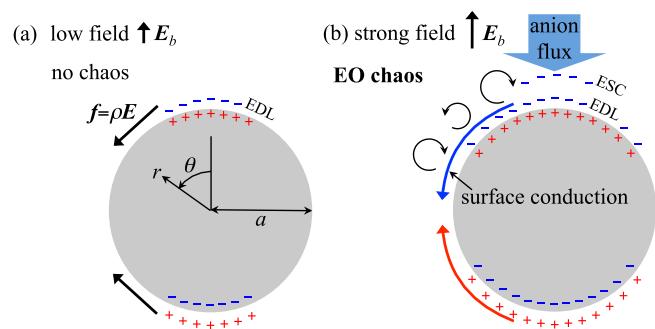 (a) low field E_b
no chaos
f=ρE
EDL
θ
r
a
(b) strong field E_b
EO chaos
anion
flux
ESC
EDL
surface conduction